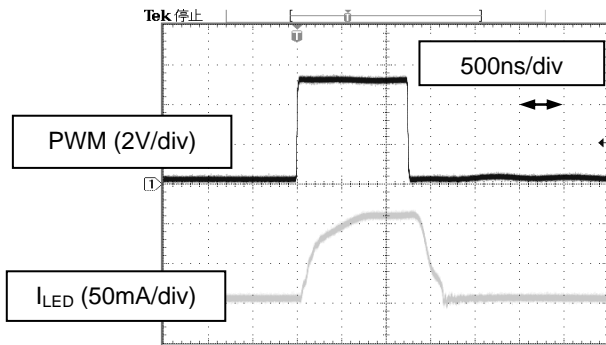 Tek 停止
T
T
500ns/div
PWM (2V/div)
1
ILED (50mA/div)